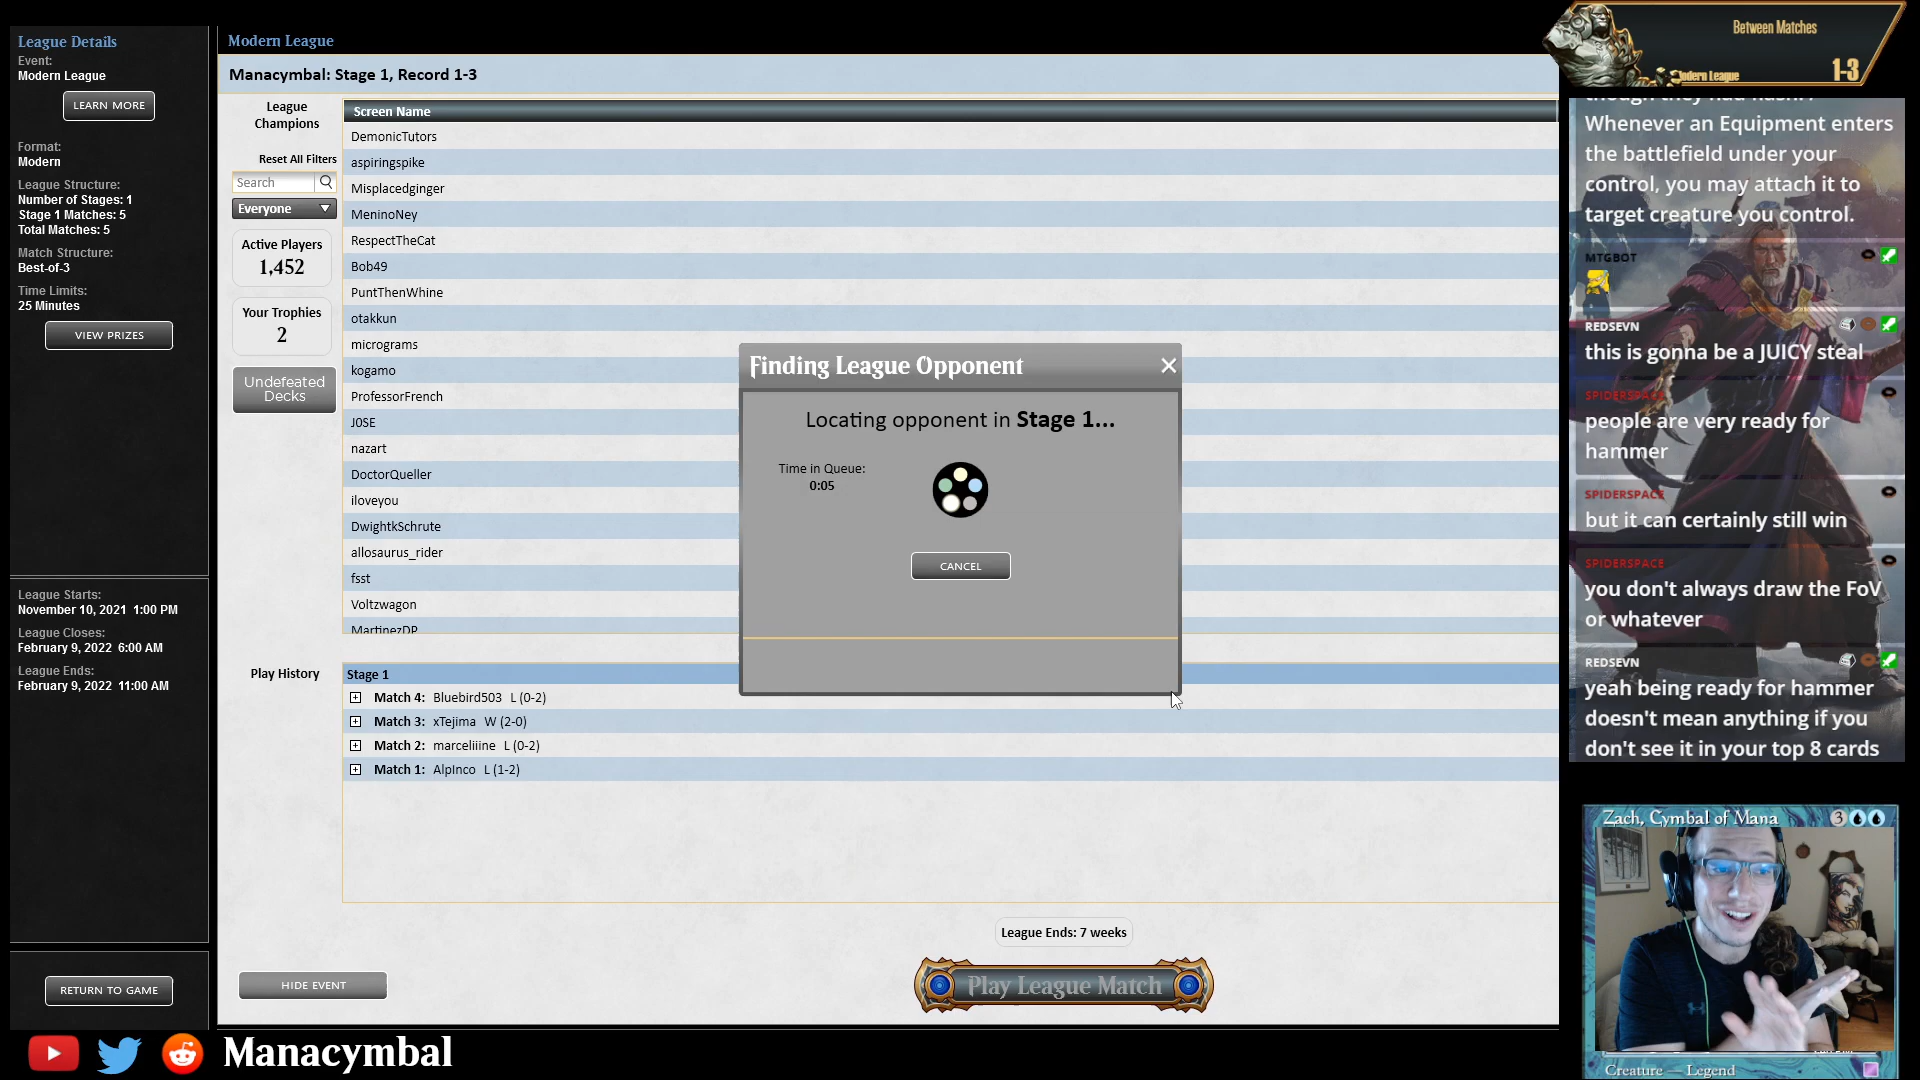 League Details
Event:
Modern League
LEARN MORE
Format:
Modern
League Structure:
Number of Stages: 1
Stage 1 Matches: 5
Total Matches: 5
Match Structure:
Best-of-3
Time Limits:
25 Minutes
VIEW PRIZES
League Starts:
November 10, 2021 1:00 PM
League Closes:
February 9, 2022 6:00 AM
League Ends:
February 9, 2022 11:00 AM
RETURN TO GAME
Modern League
Manacymbal: Stage 1, Record 1-3
League
Champions
Reset All Filters
Search
Everyone
Active Players
1,452
Your Trophies
2
Undefeated
Decks
Screen Name
DemonicTutors
aspiringspike
Misplacedginger
MeninoNey
RespectTheCat
Bob49
PuntThenWhine
otakkun
micrograms
kogamo
ProfessorFrench
J0SE
nazart
DoctorQueller
iloveyou
DwightkSchrute
allosaurus_rider
fsst
Voltzwagon
MartinezDP
Finding League Opponent
Locating opponent in Stage 1...
Time in Queue:
0:05
CANCEL
Play History
Stage 1
Match 4: Bluebird503 L (0-2)
Match 3: xTejima W (2-0)
Match 2: marceliiine L (0-2)
Match 1: AlpInco L (1-2)
League Ends: 7 weeks
HIDE EVENT
Play League Match
Manacymbal
Between Matches
Modern League
1-3
though they had flash. /
Whenever an Equipment enters
the battlefield under your
control, you may attach it to
target creature you control.
MTGBOT
REDSEVN
this is gonna be a JUICY steal
SPIDERSPACE
people are very ready for
hammer
SPIDERSPACE
but it can certainly still win
SPIDERSPACE
you don't always draw the FoV
or whatever
REDSEVN
yeah being ready for hammer
doesn't mean anything if you
don't see it in your top 8 cards
Zach, Cymbal of Mana
3
Creature — Legend